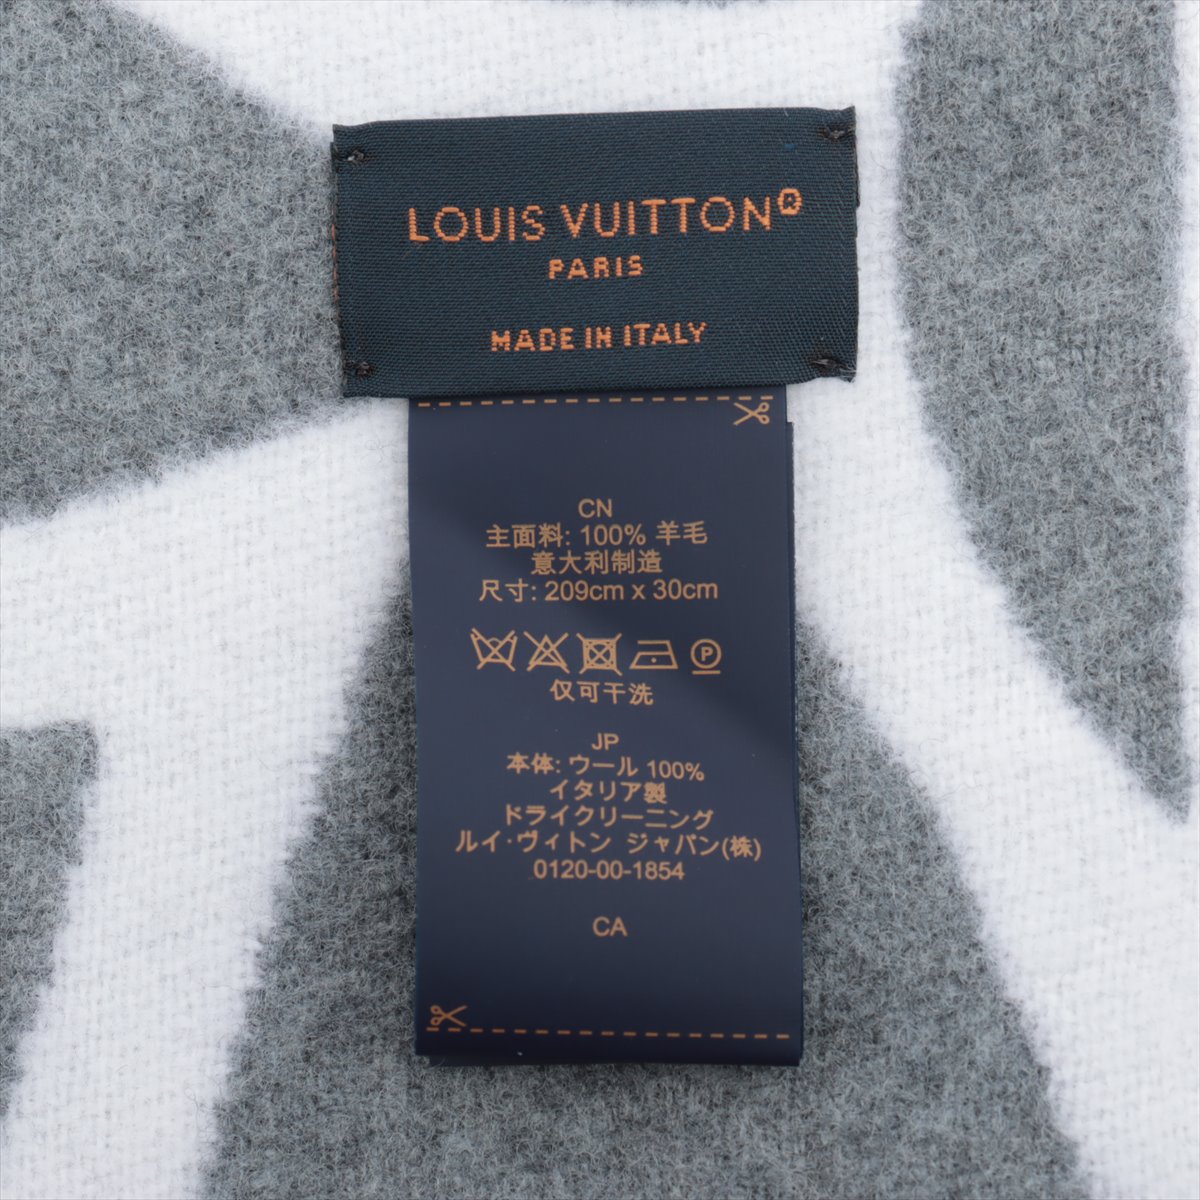 LOUIS VUITTON®
PARIS
MADE IN ITALY
CN
主面料: 100% 羊毛
意大利制造
尺寸: 209cm x 30cm
P
仅可干洗
JP
本体: ウール 100%
イタリア製
ドライクリーニング
ルイ・ヴィトン ジャパン(株)
0120-00-1854
CA